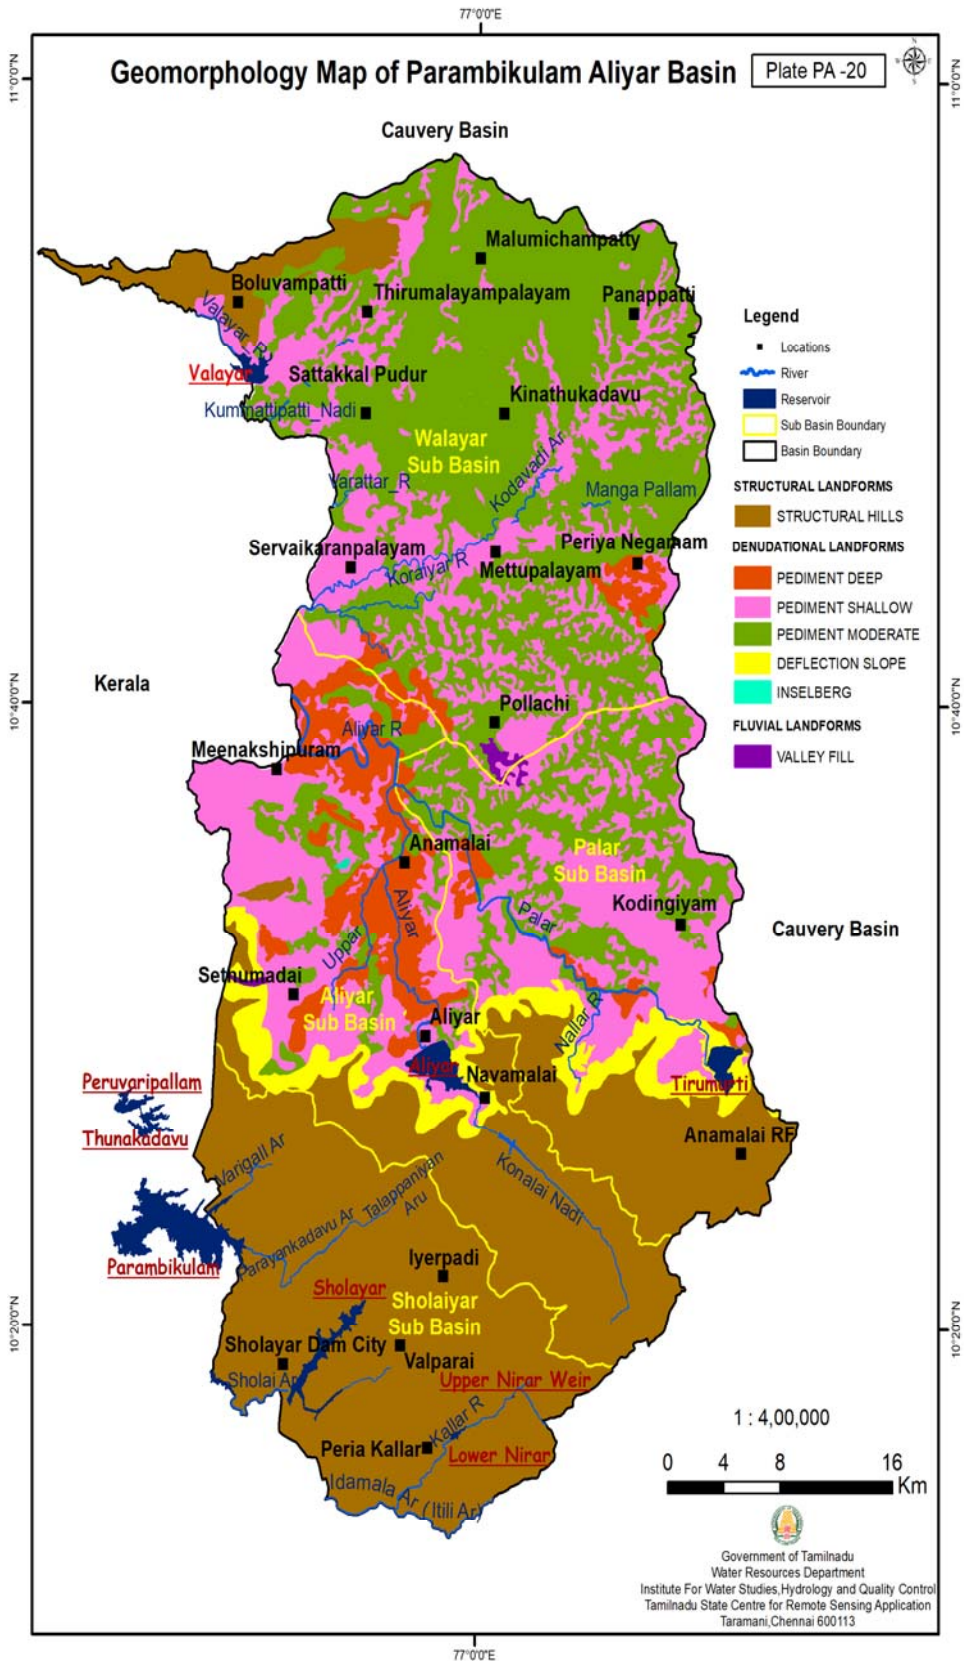 77°0'0"E
Geomorphology Map of Parambikulam Aliyar Basin
Plate PA -20
N
W E
S
11°0'0"N
11°0'0"N
Cauvery Basin
Malumichampatty
Boluvampatti
Thirumalayampalayam
Panappatti
Valayar_R
Valayar
Sattakkal Pudur
Kinathukadavu
Kummattipatti_Nadi
Walayar
Sub Basin
Kodavadi Ar
Varattar_R
Manga Pallam
Servaikaranpalayam
Periya Negamam
Mettupalayam
Koraiyar R
Legend
Locations
River
Reservoir
Sub Basin Boundary
Basin Boundary
STRUCTURAL LANDFORMS
STRUCTURAL HILLS
DENUDATIONAL LANDFORMS
PEDIMENT DEEP
PEDIMENT SHALLOW
PEDIMENT MODERATE
DEFLECTION SLOPE
INSELBERG
FLUVIAL LANDFORMS
VALLEY FILL
Kerala
10°40'0"N
10°40'0"N
Pollachi
Aliyar R
Meenakshipuram
Anamalai
Palar
Sub Basin
Kodingiyam
Aliyar
Palar
Uppar
Cauvery Basin
Sethumadai
Aliyar
Sub Basin
Nallar R
Aliyar
Aliyar
Navamalai
Tirumurti
Peruvaripallam
Thunakadavu
Anamalai RF
Varigall Ar
Talappaniyan
Aru
Konalai Nadi
Parayankadavu Ar
Parambikulam
Iyerpadi
Sholayar
Sholaiyar
Sub Basin
10°20'0"N
10°20'0"N
Sholayar Dam City
Valparai
Sholai Ar
Upper Nirar Weir
Kallar R
Peria Kallar
Lower Nirar
Idamala Ar (Itili Ar)
1 : 4,00,000
0 4 8 16
Km
Government of Tamilnadu
Water Resources Department
Institute For Water Studies,Hydrology and Quality Control
Tamilnadu State Centre for Remote Sensing Application
Taramani,Chennai 600113
77°0'0"E